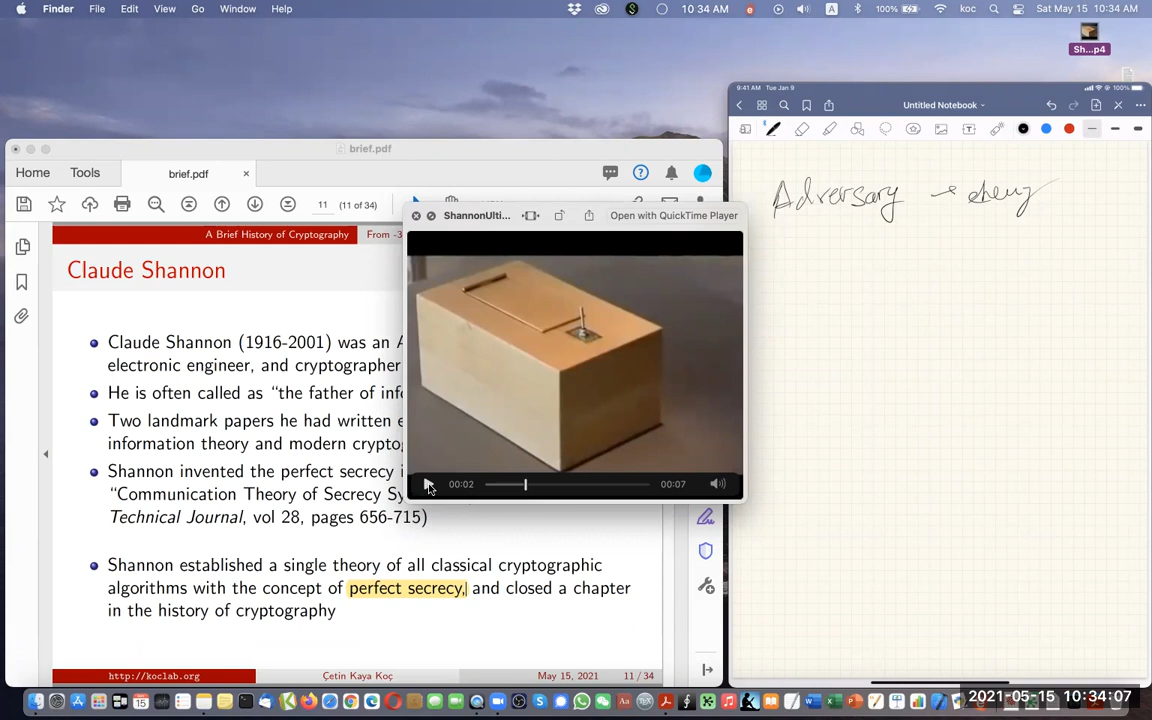 Finder File Edit View Go Window Help 10:34 AM 100% koc Sat May 15 10:34 AM
Sh...p4
9:41 AM Tue Jan 9 100%
Untitled Notebook
Adversary →
brief.pdf
Home Tools brief.pdf ×
11 (11 of 34)
ShannonUlti... Open with QuickTime Player
A Brief History of Cryptography From -3
Claude Shannon
Claude Shannon (1916-2001) was an A
electronic engineer, and cryptographer
He is often called as “the father of info
Two landmark papers he had written e
information theory and modern crypto
Shannon invented the perfect secrecy i
“Communication Theory of Secrecy Sy
Technical Journal, vol 28, pages 656-715)
00:02 00:07
Shannon established a single theory of all classical cryptographic
algorithms with the concept of perfect secrecy, and closed a chapter
in the history of cryptography
http://koclab.org Çetin Kaya Koç May 15, 2021 11 / 34
2021-05-15 10:34:07